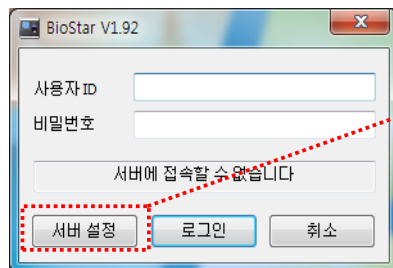 BioStar V1.92
사용자 ID
비밀번호
서버에 접속할 수 없습니다
서버 설정 로그인 취소